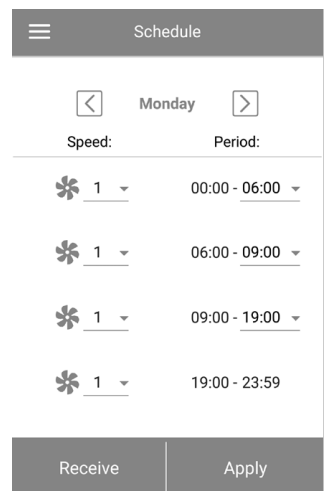 Schedule
Monday
Speed: Period:
1 00:00 - 06:00
1 06:00 - 09:00
1 09:00 - 19:00
1 19:00 - 23:59
Receive Apply